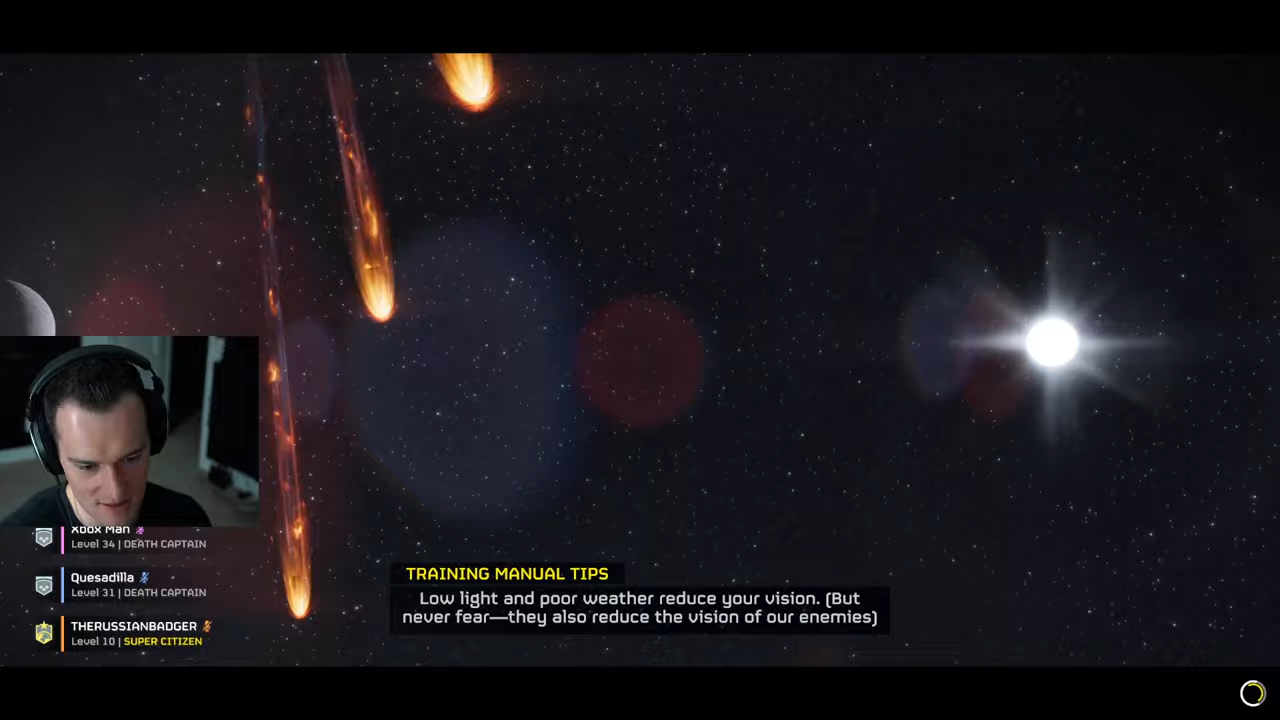 Xbox Man
Level 34 | DEATH CAPTAIN
Quesadilla
Level 31 | DEATH CAPTAIN
THERUSSIANBADGER
Level 10 | SUPER CITIZEN
TRAINING MANUAL TIPS
Low light and poor weather reduce your vision. (But
never fear—they also reduce the vision of our enemies)